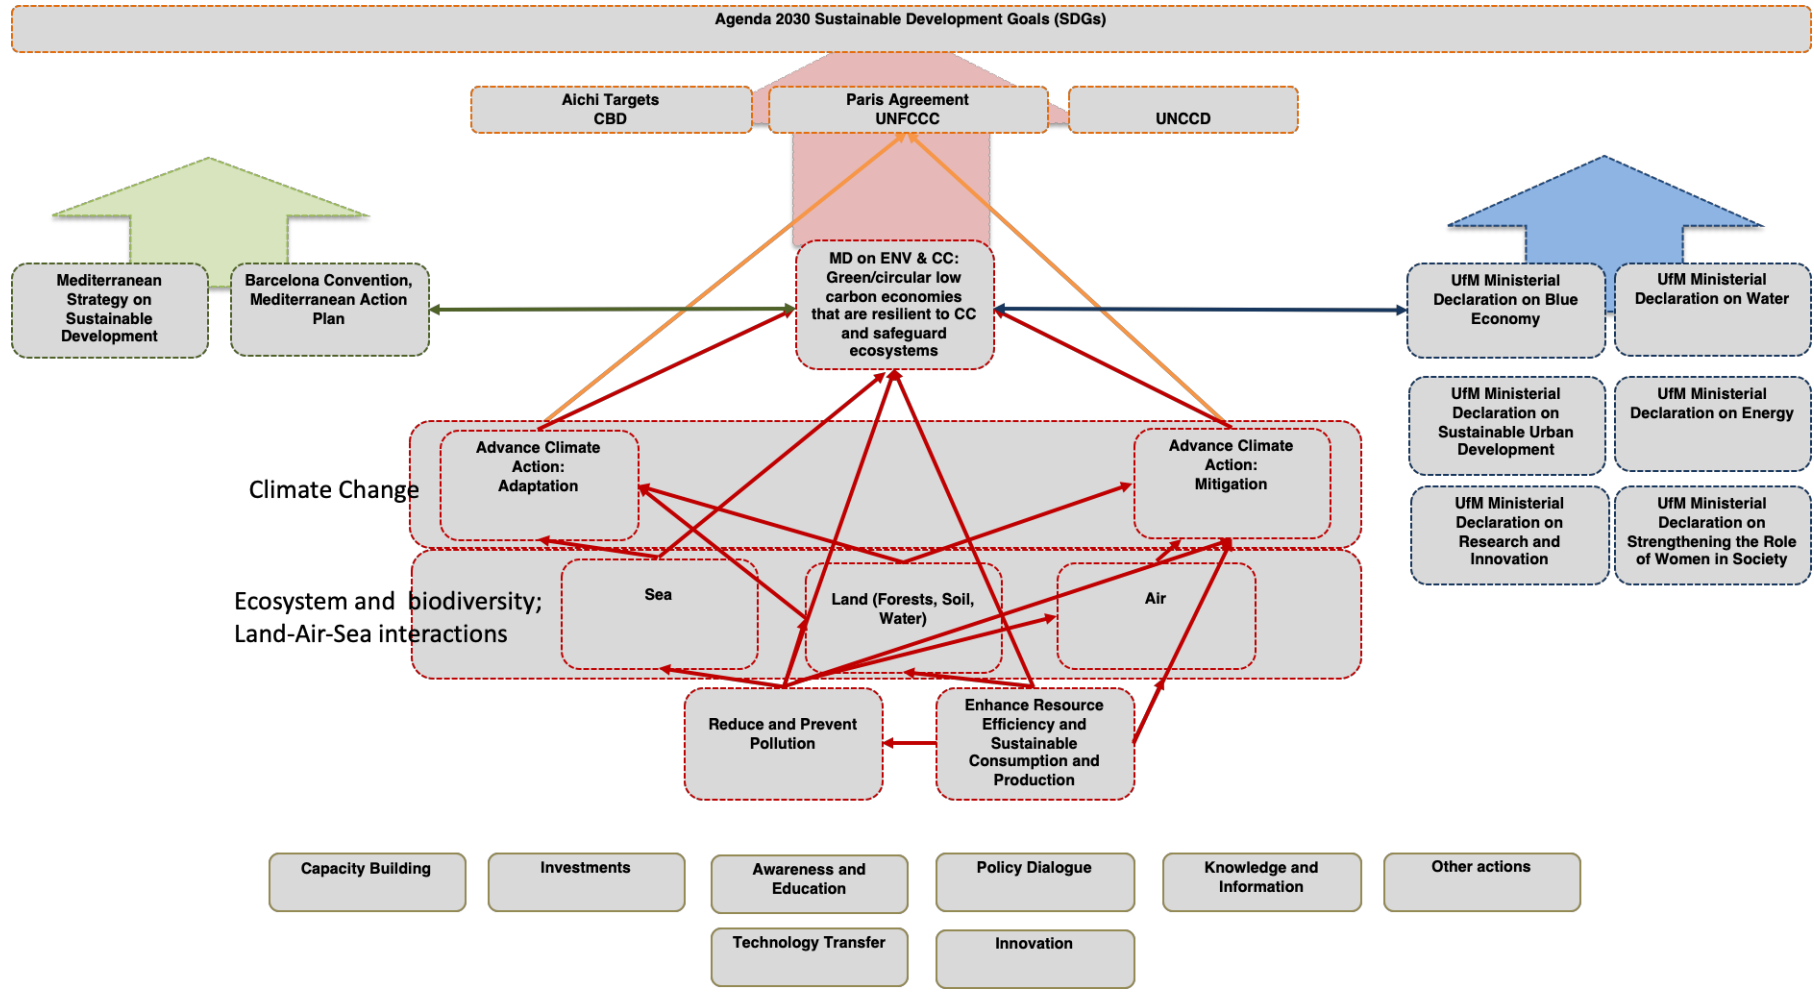 Agenda 2030 Sustainable Development Goals (SDGs)
Aichi Targets
CBD
Paris Agreement
UNFCCC
UNCCD
Mediterranean
Strategy on
Sustainable
Development
Barcelona Convention,
Mediterranean Action
Plan
MD on ENV & CC:
Green/circular low
carbon economies
that are resilient to CC
and safeguard
ecosystems
UfM Ministerial
Declaration on Blue
Economy
UfM Ministerial
Declaration on Water
UfM Ministerial
Declaration on
Sustainable Urban
Development
UfM Ministerial
Declaration on Energy
UfM Ministerial
Declaration on
Research and
Innovation
UfM Ministerial
Declaration on
Strengthening the Role
of Women in Society
Climate Change
Advance Climate
Action:
Adaptation
Advance Climate
Action:
Mitigation
Ecosystem and biodiversity;
Land-Air-Sea interactions
Sea
Land (Forests, Soil,
Water)
Air
Reduce and Prevent
Pollution
Enhance Resource
Efficiency and
Sustainable
Consumption and
Production
Capacity Building
Investments
Awareness and
Education
Policy Dialogue
Knowledge and
Information
Other actions
Technology Transfer
Innovation